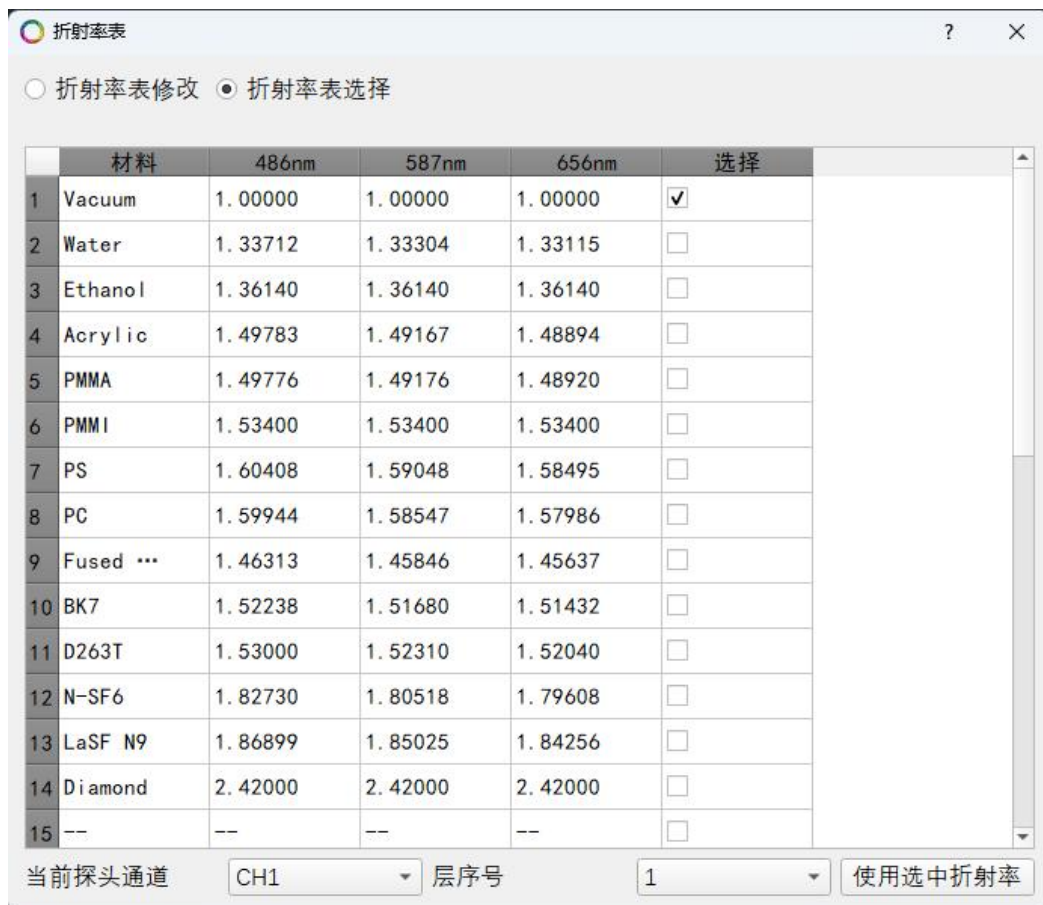 折射率表 ?
折射率表修改 折射率表选择
材料 486nm 587nm 656nm 选择
1 Vacuum 1.00000 1.00000 1.00000
2 Water 1.33712 1.33304 1.33115
3 Ethanol 1.36140 1.36140 1.36140
4 Acrylic 1.49783 1.49167 1.48894
5 PMMA 1.49776 1.49176 1.48920
6 PMMI 1.53400 1.53400 1.53400
7 PS 1.60408 1.59048 1.58495
8 PC 1.59944 1.58547 1.57986
9 Fused … 1.46313 1.45846 1.45637
10 BK7 1.52238 1.51680 1.51432
11 D263T 1.53000 1.52310 1.52040
12 N-SF6 1.82730 1.80518 1.79608
13 LaSF N9 1.86899 1.85025 1.84256
14 Diamond 2.42000 2.42000 2.42000
15 -- -- -- --
当前探头通道 CH1 层序号 1 使用选中折射率